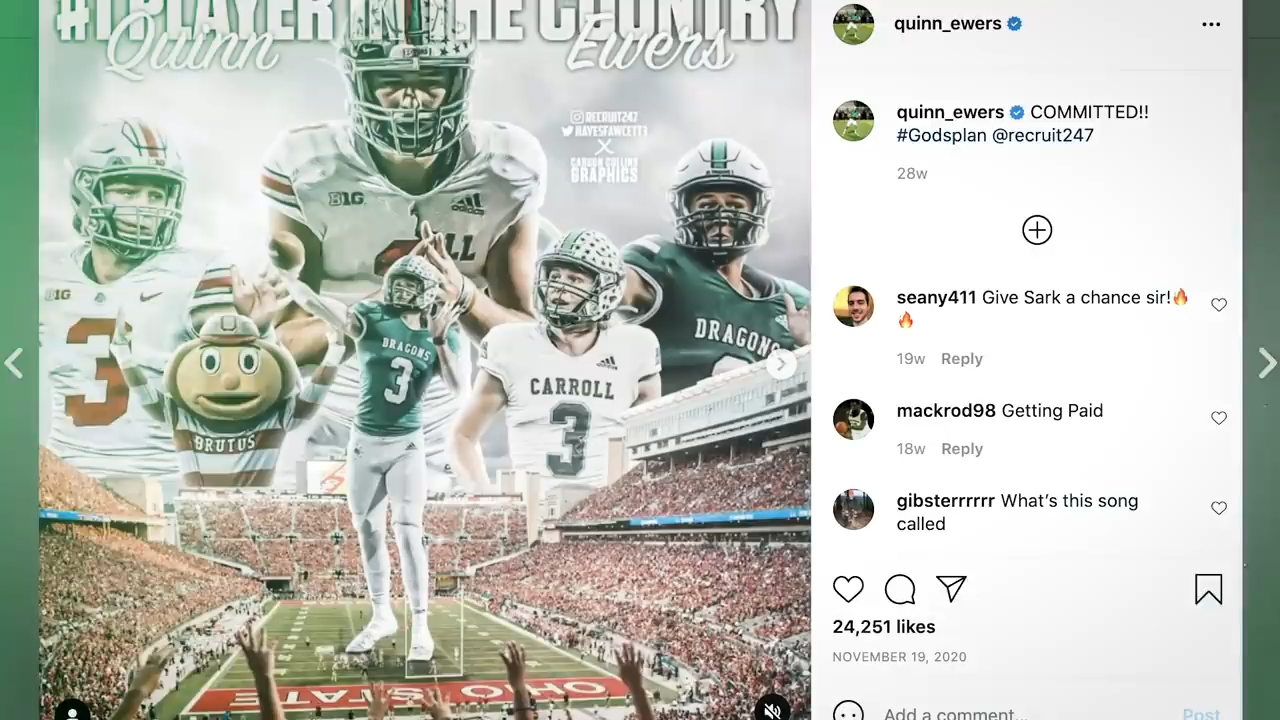 #1 PLAYER IN THE COUNTRY
Quinn Ewers
RECRUIT247
HAYESFAWCETT3
X
CARSON COLLINS
GRAPHICS
B1G
B1G
3
BRUTUS
DRAGONS
3
CARROLL
3
DRAGONS
OHIO STATE
quinn_ewers
quinn_ewers COMMITTED!!
#Godsplan @recruit247
28w
seany411 Give Sark a chance sir!🔥
🔥
19w Reply
mackrod98 Getting Paid
18w Reply
gibsterrrrrr What's this song
called
24,251 likes
NOVEMBER 19, 2020
Add a comment...
Post